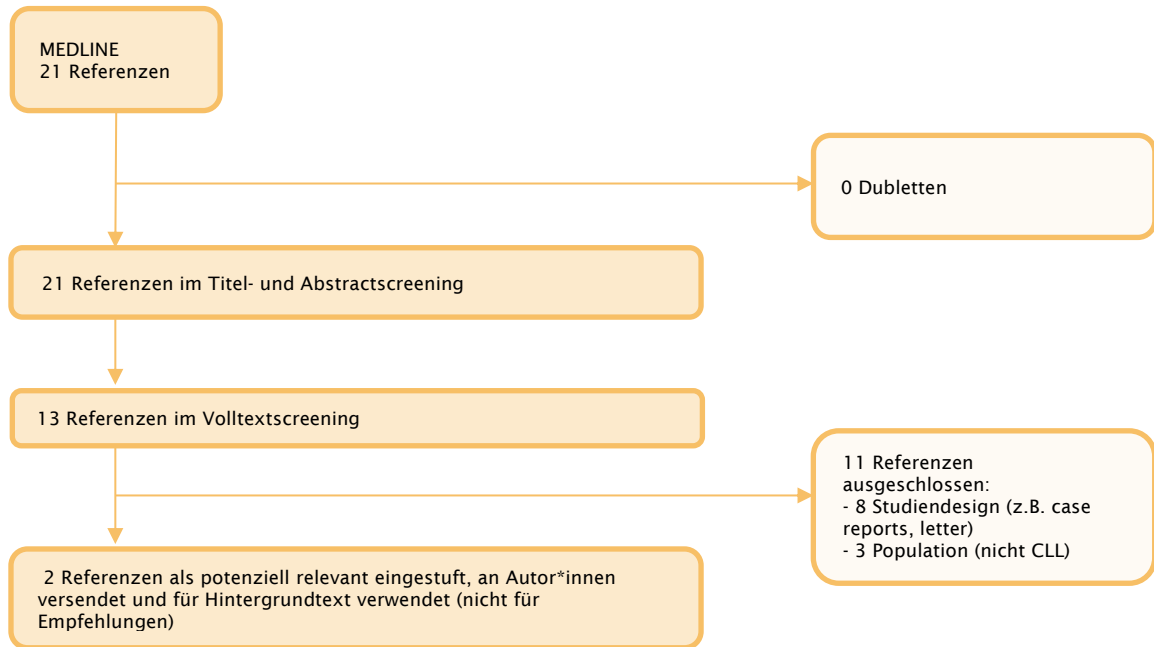 MEDLINE
21 Referenzen
0 Dubletten
21 Referenzen im Titel- und Abstractscreening
13 Referenzen im Volltextscreening
11 Referenzen
ausgeschlossen:
- 8 Studiendesign (z.B. case
reports, letter)
- 3 Population (nicht CLL)
2 Referenzen als potenziell relevant eingestuft, an Autor*innen
versendet und für Hintergrundtext verwendet (nicht für
Empfehlungen)